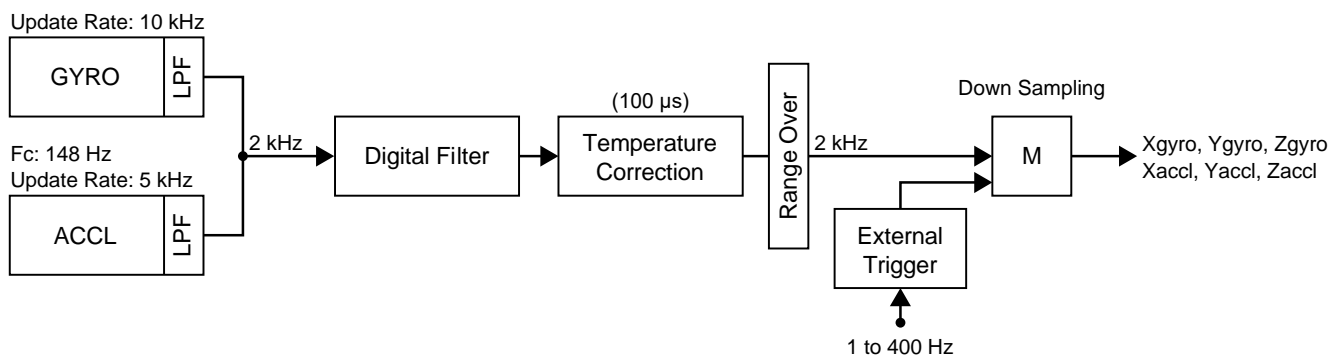 Update Rate: 10 kHz
GYRO
LPF
Fc: 148 Hz
Update Rate: 5 kHz
ACCL
LPF
2 kHz
Digital Filter
(100 µs)
Temperature
Correction
Range Over
2 kHz
Down Sampling
M
External
Trigger
1 to 400 Hz
Xgyro, Ygyro, Zgyro
Xaccl, Yaccl, Zaccl